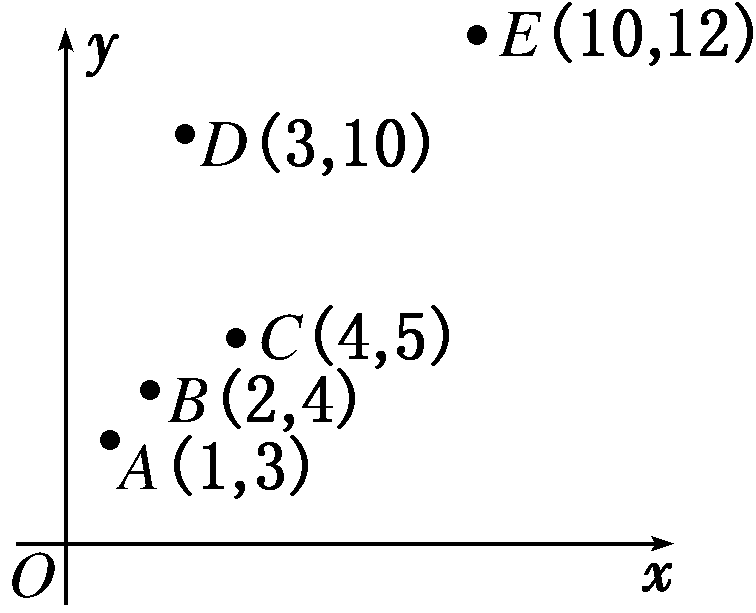 y
E(10,12)
D(3,10)
C(4,5)
B(2,4)
A(1,3)
O
x